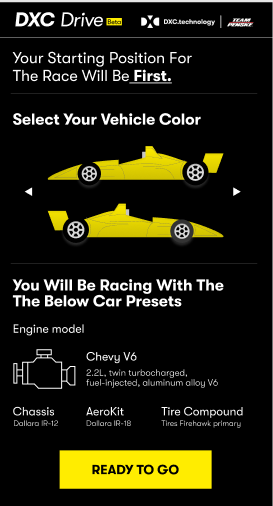 DXC Drive Beta
DXC.technology | TEAM PENSKE
Your Starting Position For
The Race Will Be First.
Select Your Vehicle Color
You Will Be Racing With The
The Below Car Presets
Engine model
Chevy V6
2.2L, twin turbocharged,
fuel-injected, aluminum alloy V6
Chassis
Dallara IR-12
AeroKit
Dallara IR-18
Tire Compound
Tires Firehawk primary
READY TO GO